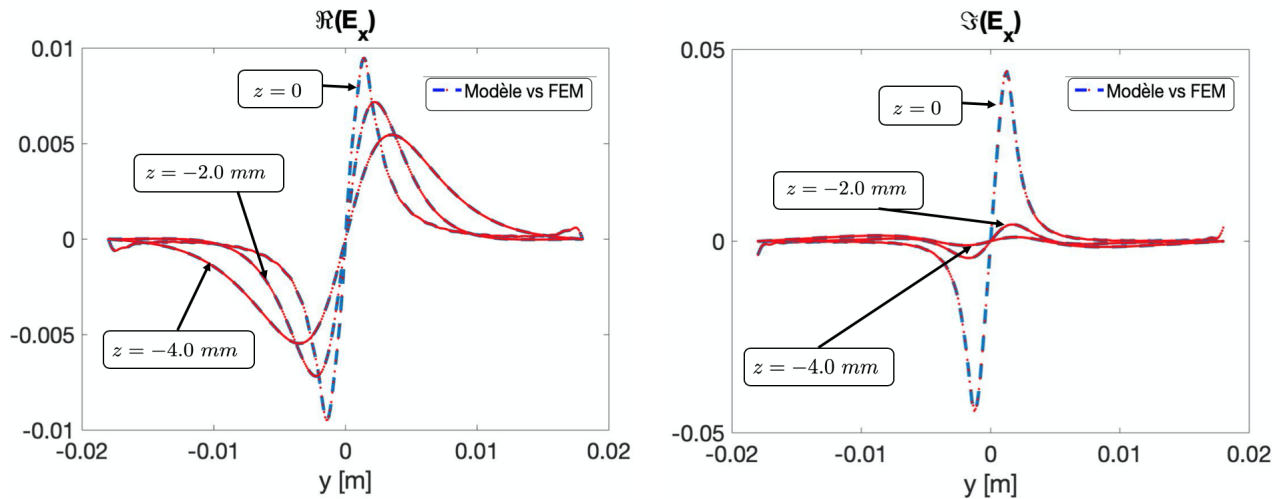 ℜ(E_x)
0.01
0.005
0
-0.005
-0.01
-0.02
-0.01
0
0.01
0.02
y [m]
z = 0
z = −2.0 mm
z = −4.0 mm
Modèle vs FEM
ℑ(E_x)
0.05
0
-0.05
-0.02
-0.01
0
0.01
0.02
y [m]
z = 0
z = −2.0 mm
z = −4.0 mm
Modèle vs FEM